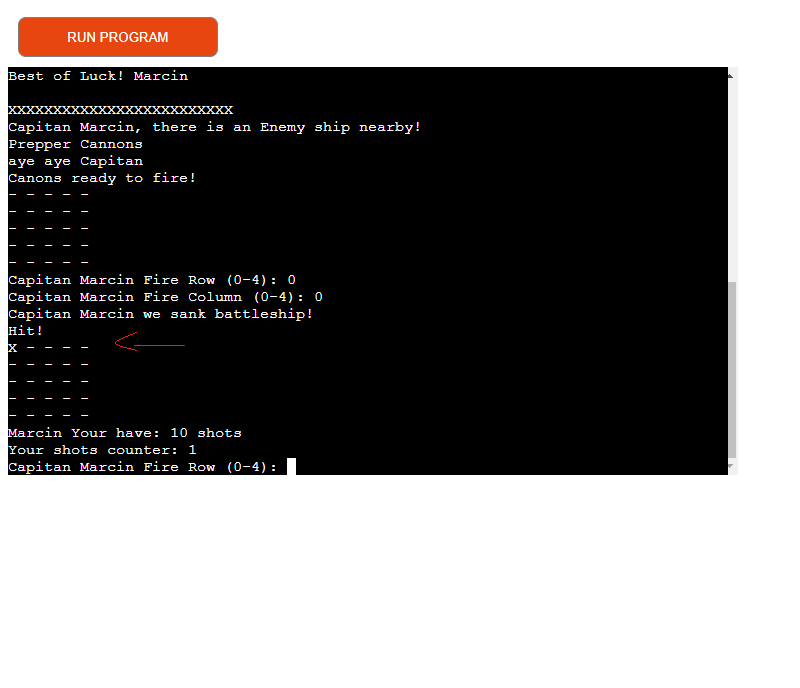 RUN PROGRAM
Best of Luck! Marcin
XXXXXXXXXXXXXXXXXXXXXXXXX
Capitan Marcin, there is an Enemy ship nearby!
Prepper Cannons
aye aye Capitan
Canons ready to fire!
- - - - -
- - - - -
- - - - -
- - - - -
- - - - -
Capitan Marcin Fire Row (0-4): 0
Capitan Marcin Fire Column (0-4): 0
Capitan Marcin we sank battleship!
Hit!
X - - - -
- - - - -
- - - - -
- - - - -
- - - - -
Marcin Your have: 10 shots
Your shots counter: 1
Capitan Marcin Fire Row (0-4):